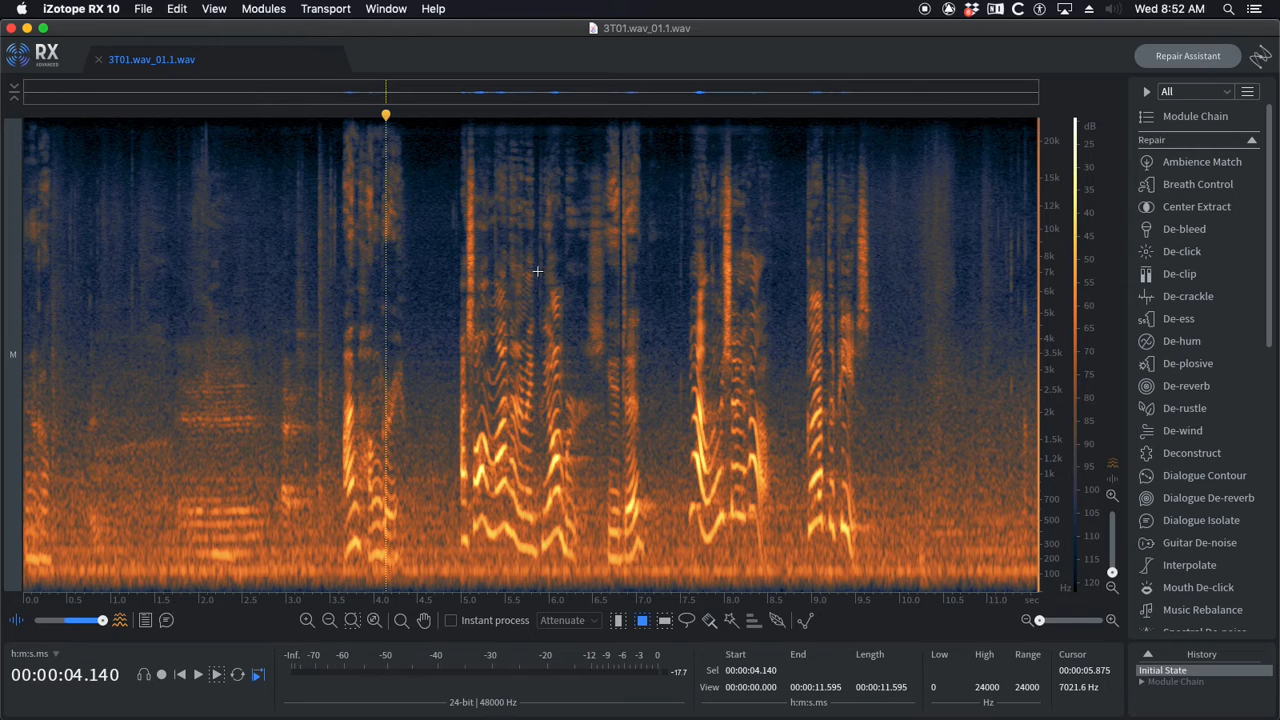 iZotope RX 10 File Edit View Modules Transport Window Help Wed 8:52 AM
3T01.wav_01.1.wav
RX
ADVANCED
3T01.wav_01.1.wav
Repair Assistant
All
Module Chain
Repair
Ambience Match
Breath Control
Center Extract
De-bleed
De-click
De-clip
De-crackle
De-ess
De-hum
De-plosive
De-reverb
De-rustle
De-wind
Deconstruct
Dialogue Contour
Dialogue De-reverb
Dialogue Isolate
Guitar De-noise
Interpolate
Mouth De-click
Music Rebalance
M
20k
15k
12k
10k
8k
7k
6k
5k
4k
3.5k
3k
2.5k
2k
1.5k
1.2k
1k
700
500
300
200
100
Hz
dB
25
30
35
40
45
50
55
60
65
70
75
80
85
90
95
100
105
110
115
120
0.0 0.5 1.0 1.5 2.0 2.5 3.0 3.5 4.0 4.5 5.0 5.5 6.0 6.5 7.0 7.5 8.0 8.5 9.0 9.5 10.0 10.5 11.0 sec
Instant process Attenuate
h:m:s.ms
00:00:04.140
-Inf. -70 -60 -50 -40 -30 -20 -12 -9 -6 -3 0
-17.7
24-bit | 48000 Hz
Start End Length Low High Range Cursor
Sel 00:00:04.140 00:00:05.875
View 00:00:00.000 00:00:11.595 00:00:11.595 0 24000 24000 7021.6 Hz
h:m:s.ms Hz
History
Initial State
Module Chain